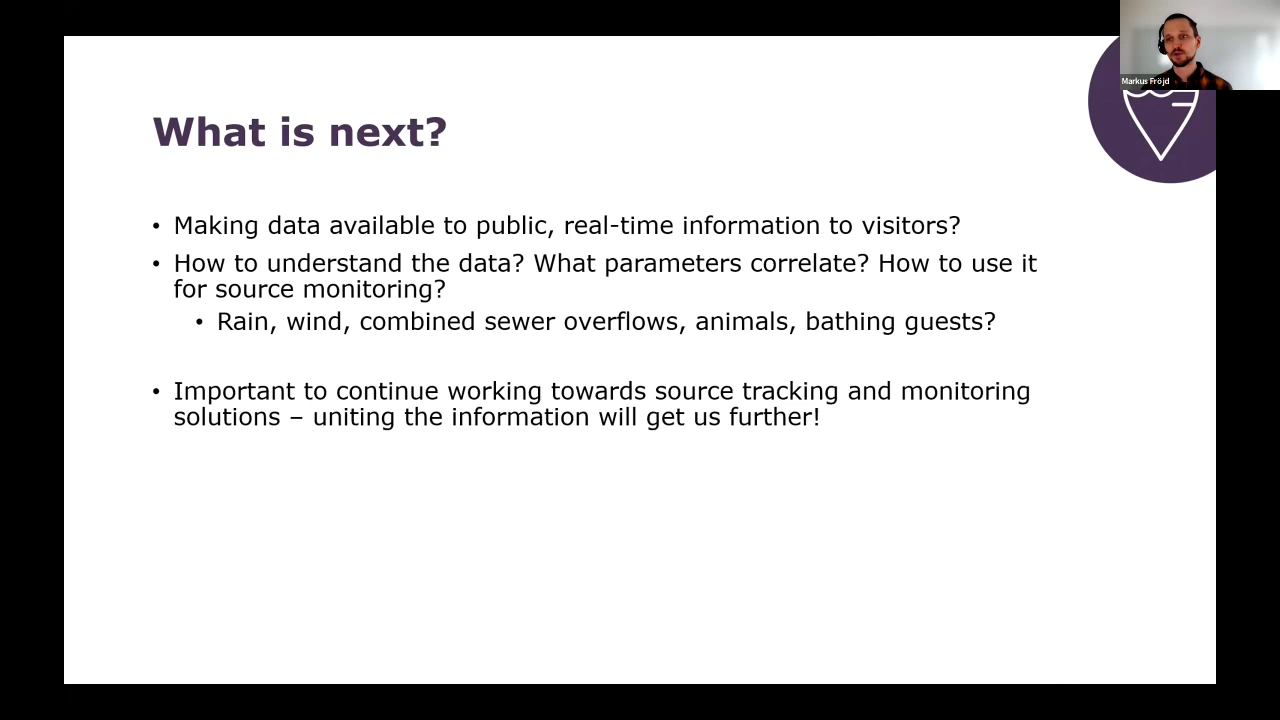 Markus Fröjd
What is next?
• Making data available to public, real-time information to visitors?
• How to understand the data? What parameters correlate? How to use it
for source monitoring?
• Rain, wind, combined sewer overflows, animals, bathing guests?
• Important to continue working towards source tracking and monitoring
solutions – uniting the information will get us further!